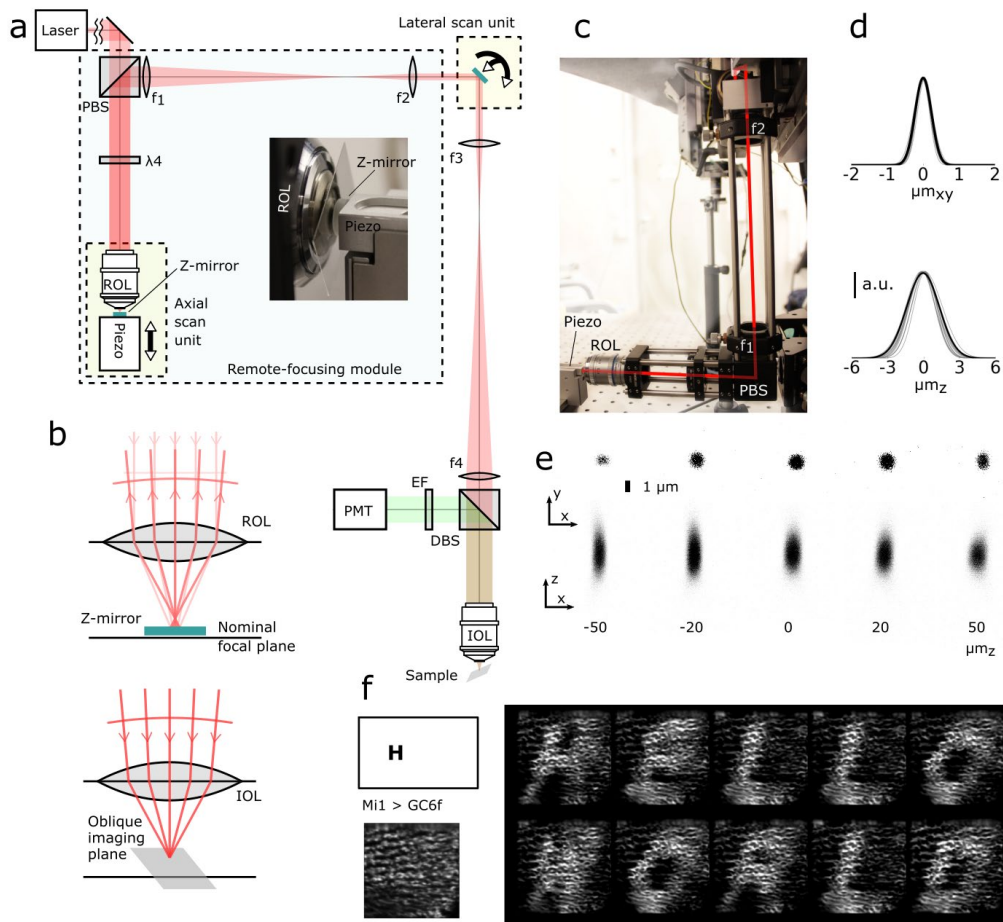 a
Laser
PBS
f1
f2
Lateral scan unit
f3
λ4
ROL
Z-mirror
Piezo
ROL
Z-mirror
Piezo
Axial
scan
unit
Remote-focusing module
f4
EF
PMT
DBS
IOL
Sample
b
ROL
Z-mirror
Nominal
focal plane
IOL
Oblique
imaging
plane
c
f2
Piezo
ROL
f1
PBS
d
-2 -1 0 1 2
µmxy
a.u.
-6 -3 0 3 6
µmz
e
1 µm
y
x
z
x
-50 -20 0 20 50
µmz
f
H
Mi1 > GC6f
H E L L O
W O R L D